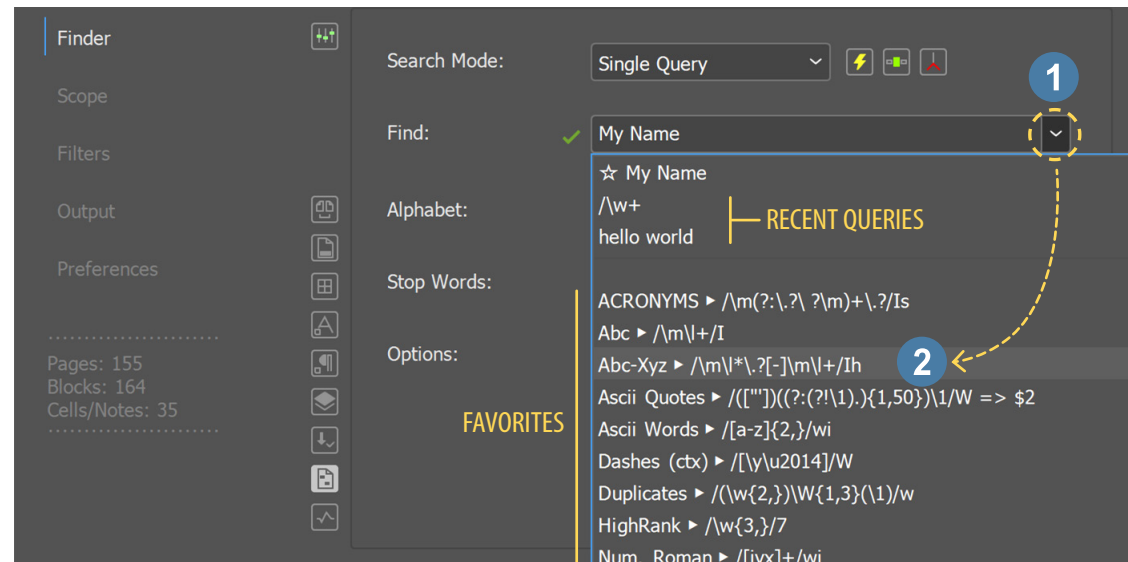 Finder
Scope
Filters
Output
Preferences
Pages: 155
Blocks: 164
Cells/Notes: 35
Search Mode:
Single Query
1
Find:
My Name
☆ My Name
/\w+
hello world
RECENT QUERIES
Alphabet:
Stop Words:
Options:
FAVORITES
ACRONYMS ▸ /\m(?:\.?\ ?\m)+\.?/Is
Abc ▸ /\m\l+/I
Abc-Xyz ▸ /\m\l*\.?[-]\m\l+/Ih
2
Ascii Quotes ▸ /(["'])((?:(?!\1).){1,50})\1/W => $2
Ascii Words ▸ /[a-z]{2,}/wi
Dashes (ctx) ▸ /[\y\u2014]/W
Duplicates ▸ /(\w{2,})\W{1,3}(\1)/w
HighRank ▸ /\w{3,}/7
Num_Roman ▸ /[ivx]+/wi